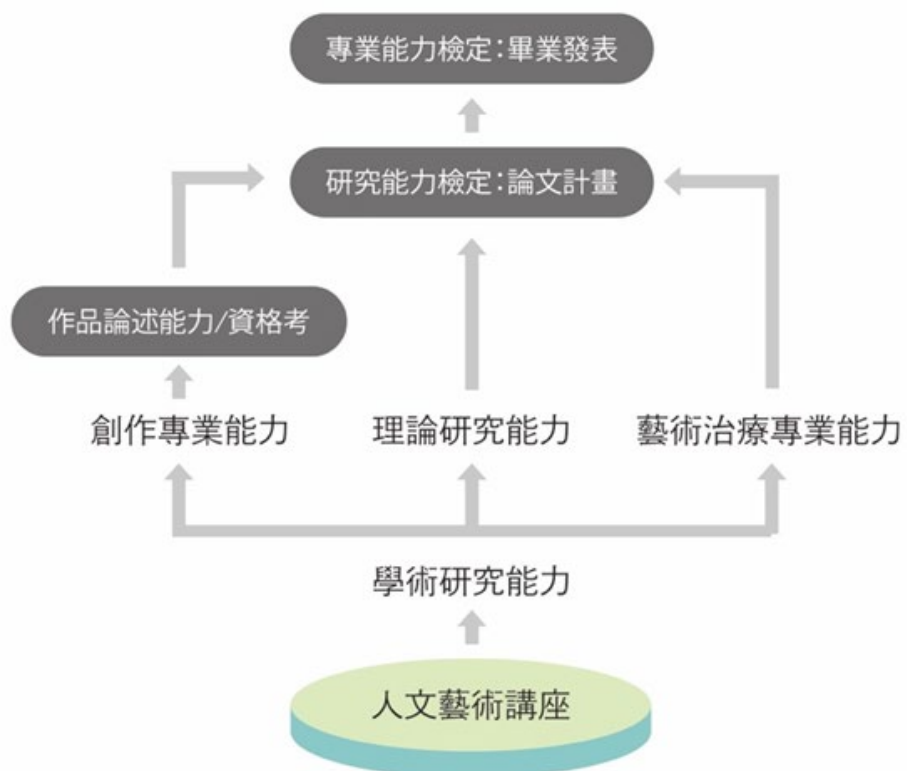 專業能力檢定:畢業發表
研究能力檢定:論文計畫
作品論述能力/資格考
創作專業能力
理論研究能力
藝術治療專業能力
學術研究能力
人文藝術講座